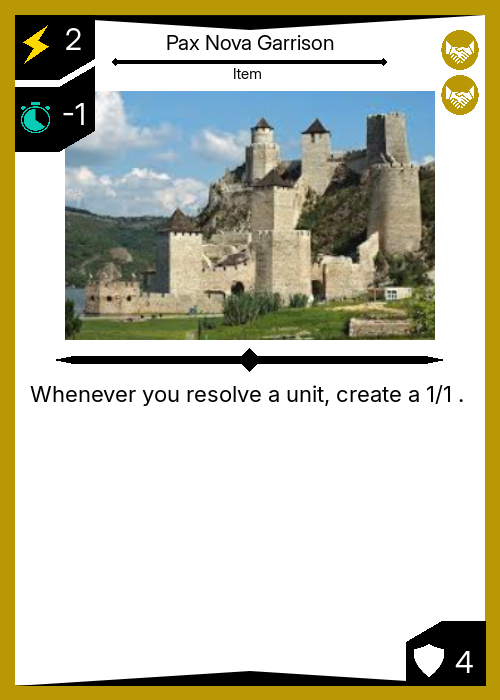 2
Pax Nova Garrison
Item
-1
Whenever you resolve a unit, create a 1/1 .
4